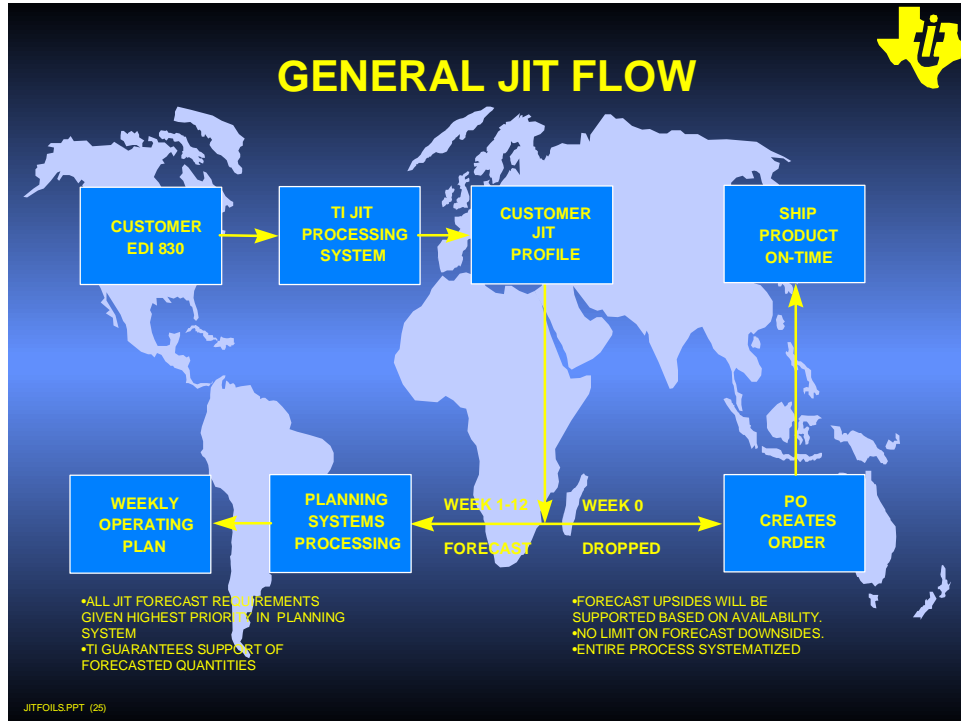 ti
GENERAL JIT FLOW
CUSTOMER
EDI 830
TI JIT
PROCESSING
SYSTEM
CUSTOMER
JIT
PROFILE
SHIP
PRODUCT
ON-TIME
WEEKLY
OPERATING
PLAN
PLANNING
SYSTEMS
PROCESSING
WEEK 1-12
FORECAST
WEEK 0
DROPPED
PO
CREATES
ORDER
•ALL JIT FORECAST REQUIREMENTS
GIVEN HIGHEST PRIORITY IN PLANNING
SYSTEM
•TI GUARANTEES SUPPORT OF
FORECASTED QUANTITIES
•FORECAST UPSIDES WILL BE
SUPPORTED BASED ON AVAILABILITY.
•NO LIMIT ON FORECAST DOWNSIDES.
•ENTIRE PROCESS SYSTEMATIZED
JITFOILS.PPT (25)